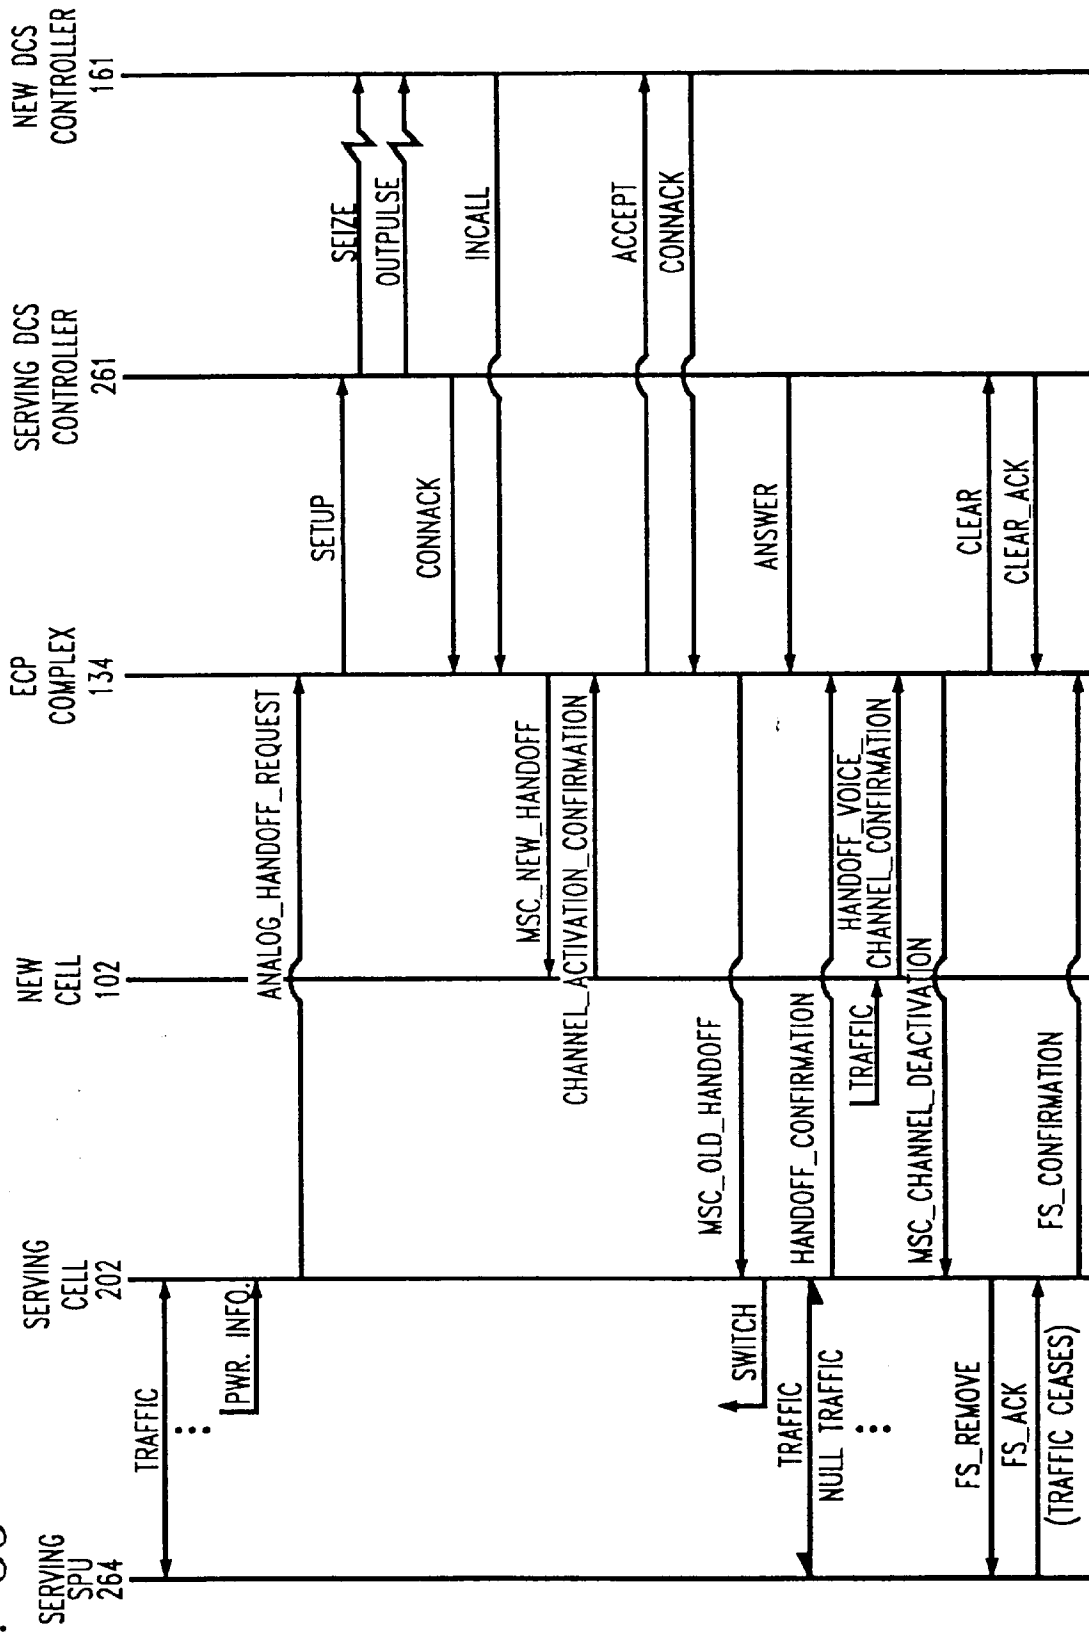 SERVING
SPU
264
SERVING
CELL
202
NEW
CELL
102
ECP
COMPLEX
134
SERVING DCS
CONTROLLER
261
NEW DCS
CONTROLLER
161
TRAFFIC
PWR. INFO.
ANALOG_HANDOFF_REQUEST
SETUP
SEIZE
OUTPULSE
CONNACK
INCALL
MSC_NEW_HANDOFF
CHANNEL_ACTIVATION_CONFIRMATION
ACCEPT
CONNACK
MSC_OLD_HANDOFF
SWITCH
ANSWER
TRAFFIC
NULL TRAFFIC
HANDOFF_CONFIRMATION
TRAFFIC
HANDOFF_VOICE_
CHANNEL_CONFIRMATION
MSC_CHANNEL_DEACTIVATION
CLEAR
CLEAR_ACK
FS_REMOVE
FS_ACK
(TRAFFIC CEASES)
FS_CONFIRMATION